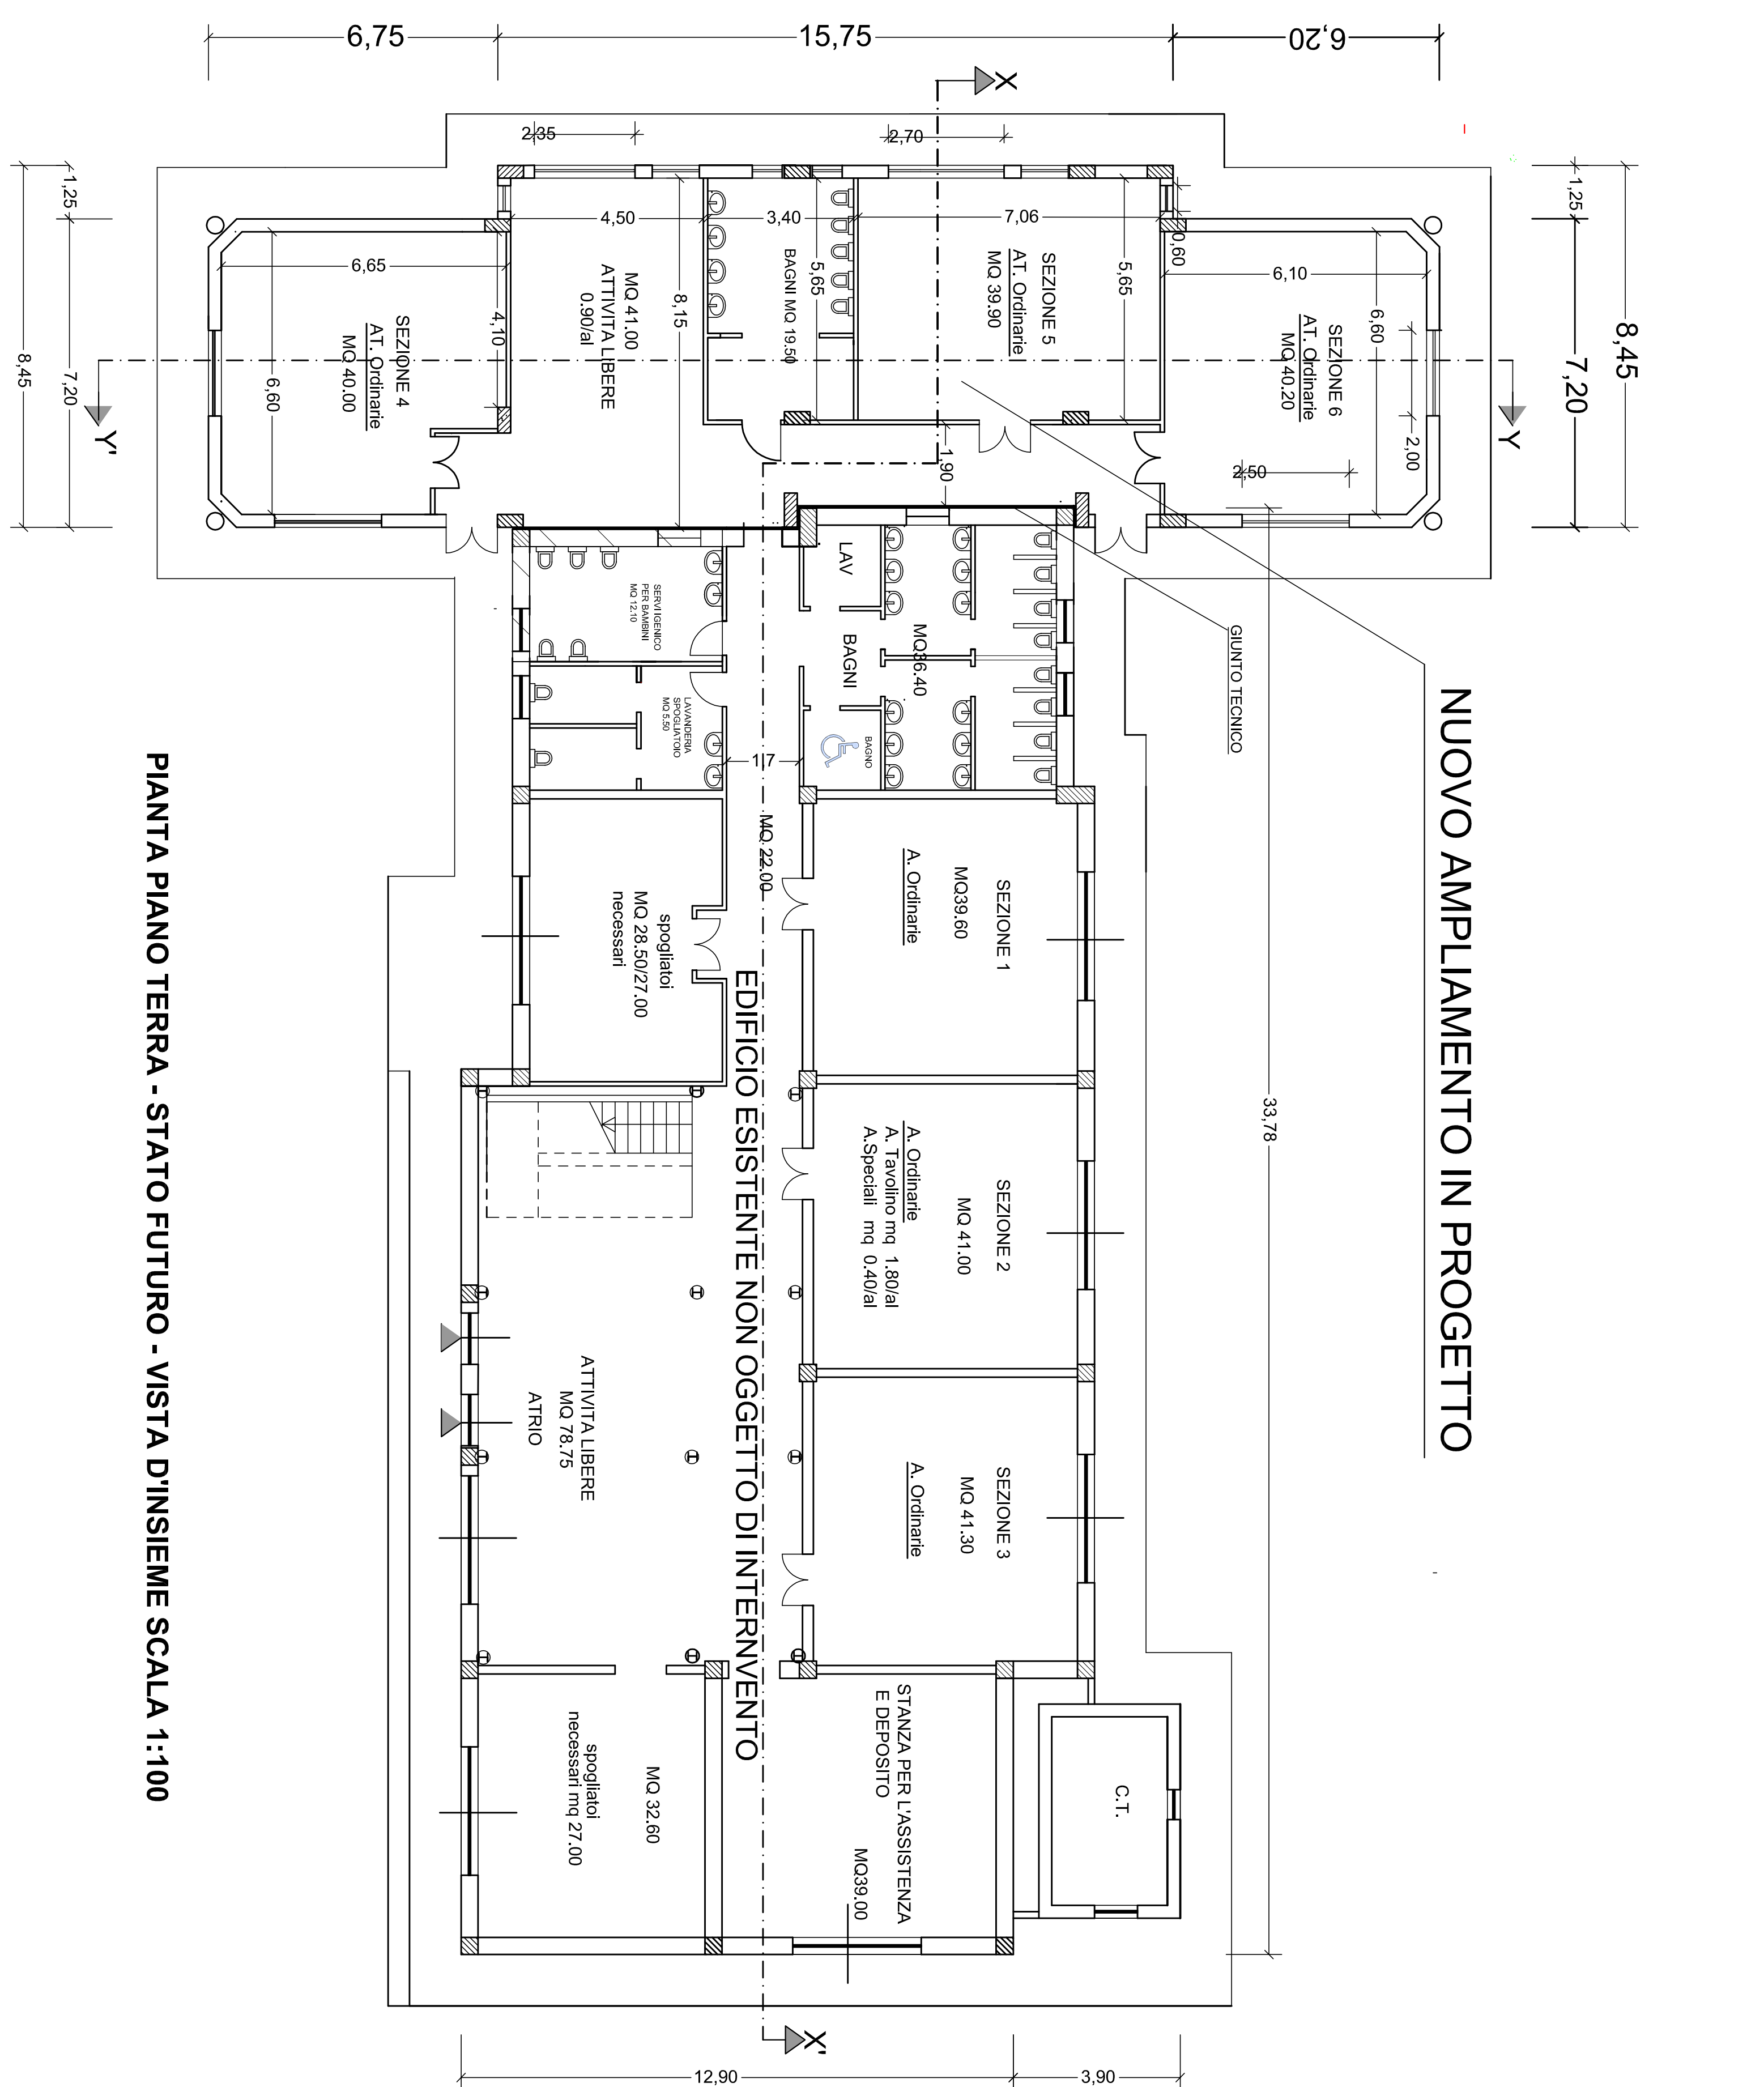 6,75
15,75
6,20
X
2,35
2,70
1,25
8,45
7,20
1,25
8,45
7,20
4,50
3,40
7,06
0,60
6,65
6,10
6,60
4,10
8,15
5,65
5,65
6,60
2,00
2,50
1,90
Y'
Y
SEZIONE 4
AT. Ordinarie
MQ 40.00
MQ 41.00
ATTIVITA LIBERE
0.90/al
BAGNI MQ 19.50
SEZIONE 5
AT. Ordinarie
MQ 39.90
SEZIONE 6
AT. Ordinarie
MQ 40.20
SERVI IGENICO
PER BAMBINI
MQ 12.10
LAVANDERIA
SPOGLIATOIO
MQ 5.50
LAV
BAGNI
MQ36.40
BAGNO
17
MQ 22.00
GIUNTO TECNICO
NUOVO AMPLIAMENTO IN PROGETTO
33,78
spogliatoi
MQ 28.50/27.00
necessari
SEZIONE 1
MQ39.60
A. Ordinarie
EDIFICIO ESISTENTE NON OGGETTO DI INTERNVENTO
SEZIONE 2
MQ 41.00
A. Ordinarie
A. Tavolino mq 1.80/al
A.Speciali mq 0.40/al
ATTIVITA LIBERE
MQ 78.75
ATRIO
SEZIONE 3
MQ 41.30
A. Ordinarie
MQ 32.60
spogliatoi
necessari mq 27.00
STANZA PER L'ASSISTENZA
E DEPOSITO
MQ39.00
C.T.
X'
12,90
3,90
PIANTA PIANO TERRA - STATO FUTURO - VISTA D'INSIEME SCALA 1:100